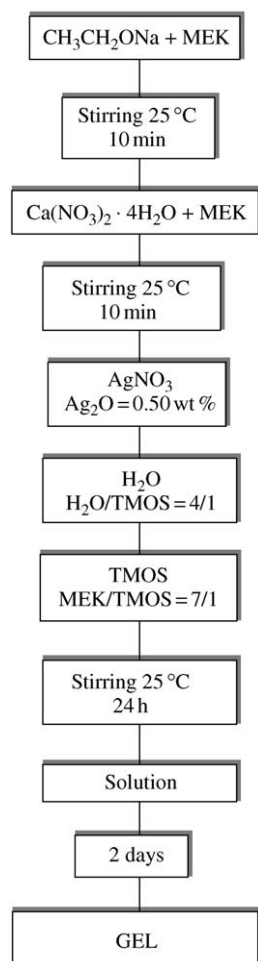 CH₃CH₂ONa + MEK
Stirring 25 °C
10 min
Ca(NO₃)₂ · 4H₂O + MEK
Stirring 25 °C
10 min
AgNO₃
Ag₂O = 0.50 wt %
H₂O
H₂O/TMOS = 4/1
TMOS
MEK/TMOS = 7/1
Stirring 25 °C
24 h
Solution
2 days
GEL